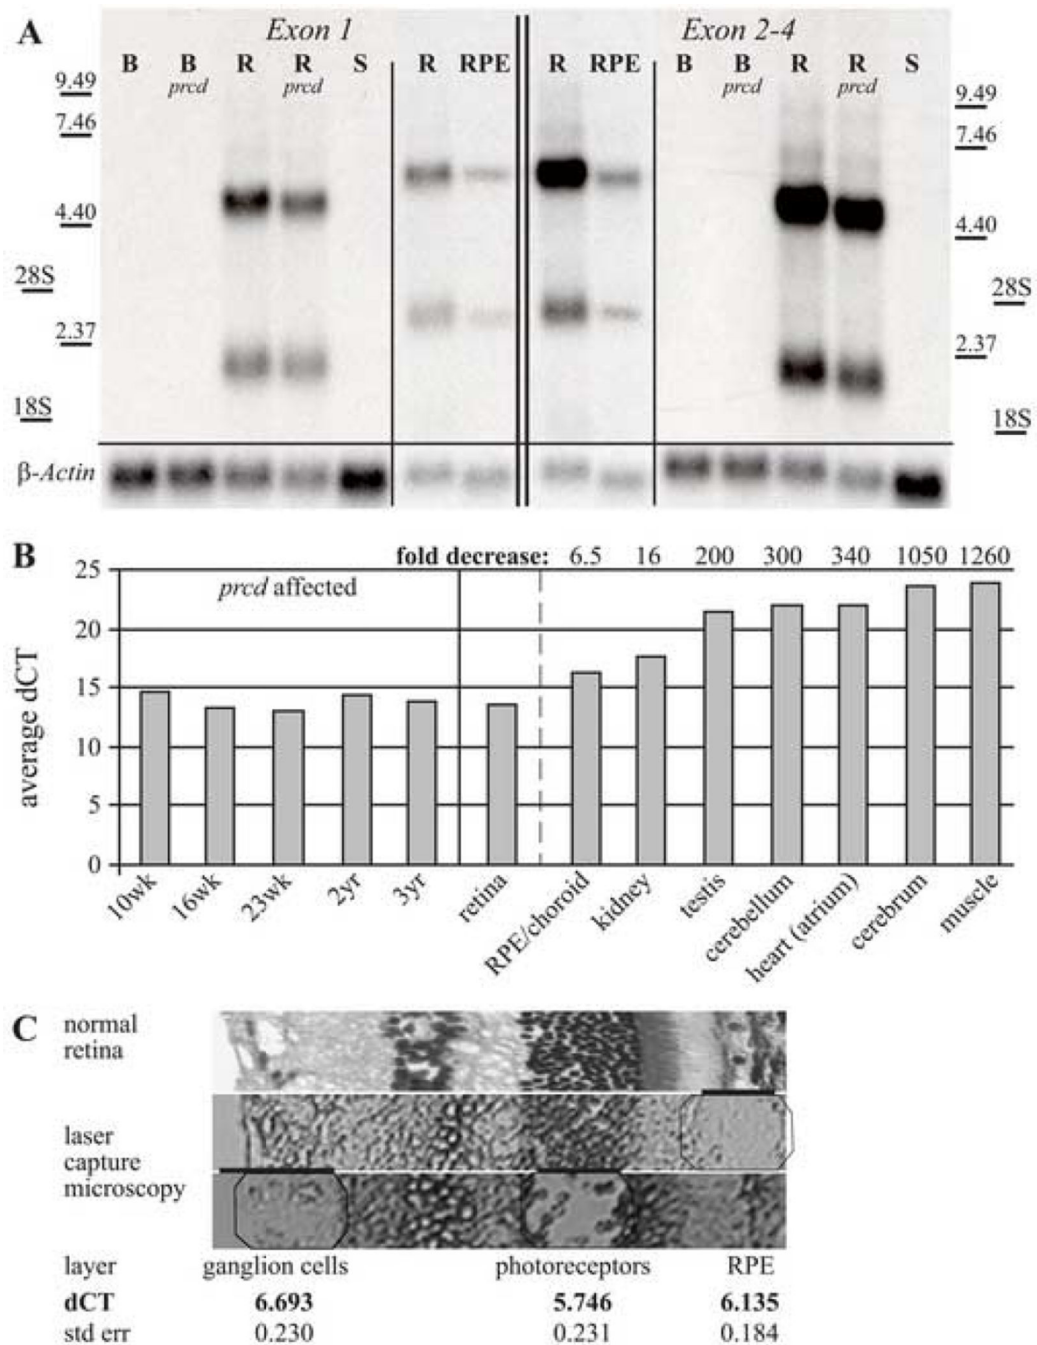 A
Exon 1
Exon 2-4
B B R R S R RPE R RPE B B R R S
prcd prcd prcd prcd
9.49
7.46
4.40
28S
2.37
18S
9.49
7.46
4.40
28S
2.37
18S
β-Actin
B
fold decrease: 6.5 16 200 300 340 1050 1260
prcd affected
average dCT
25
20
15
10
5
0
10wk
16wk
23wk
2yr
3yr
retina
RPE/choroid
kidney
testis
cerebellum
heart (atrium)
cerebrum
muscle
C
normal
retina
laser
capture
microscopy
layer ganglion cells photoreceptors RPE
dCT 6.693 5.746 6.135
std err 0.230 0.231 0.184